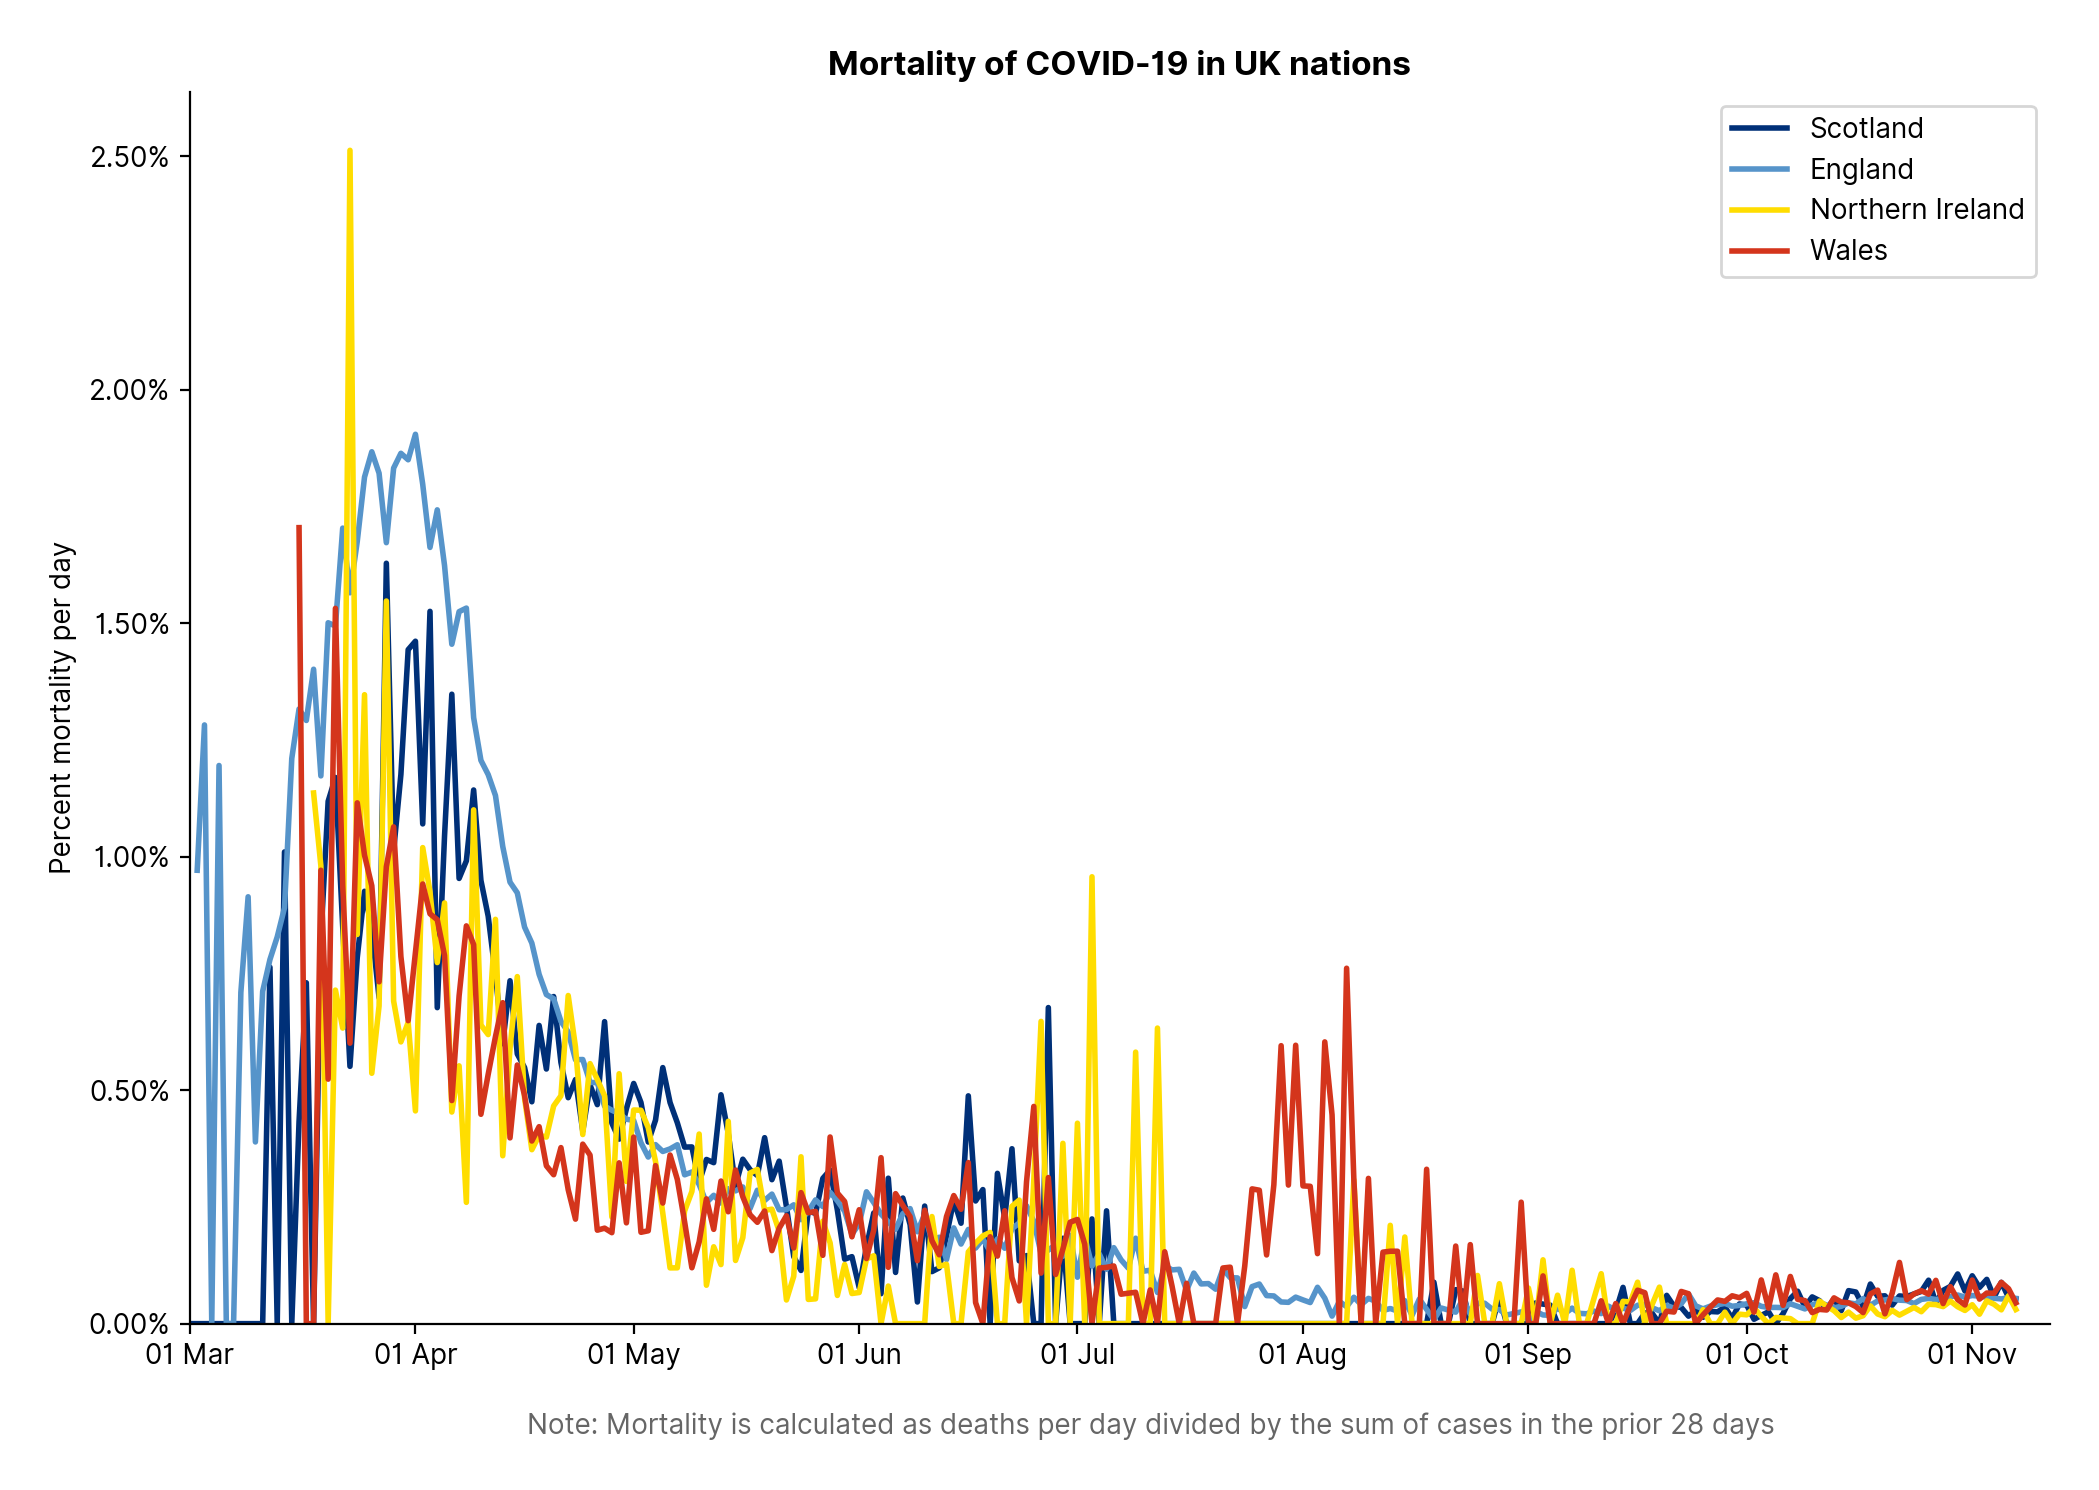 Mortality of COVID-19 in UK nations
Scotland
England
Northern Ireland
Wales
Percent mortality per day
2.50%
2.00%
1.50%
1.00%
0.50%
0.00%
01 Mar
01 Apr
01 May
01 Jun
01 Jul
01 Aug
01 Sep
01 Oct
01 Nov
Note: Mortality is calculated as deaths per day divided by the sum of cases in the prior 28 days